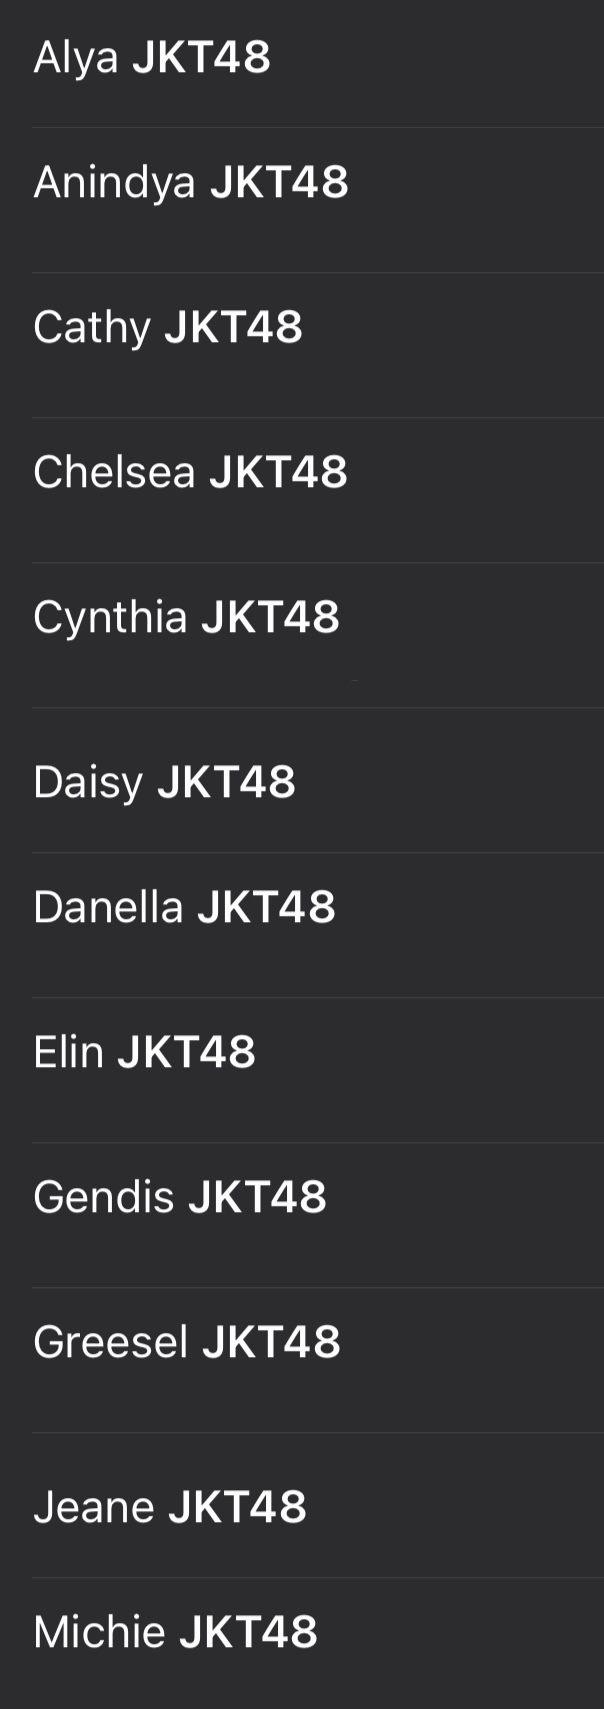 Alya JKT48
Anindya JKT48
Cathy JKT48
Chelsea JKT48
Cynthia JKT48
Daisy JKT48
Danella JKT48
Elin JKT48
Gendis JKT48
Greesel JKT48
Jeane JKT48
Michie JKT48